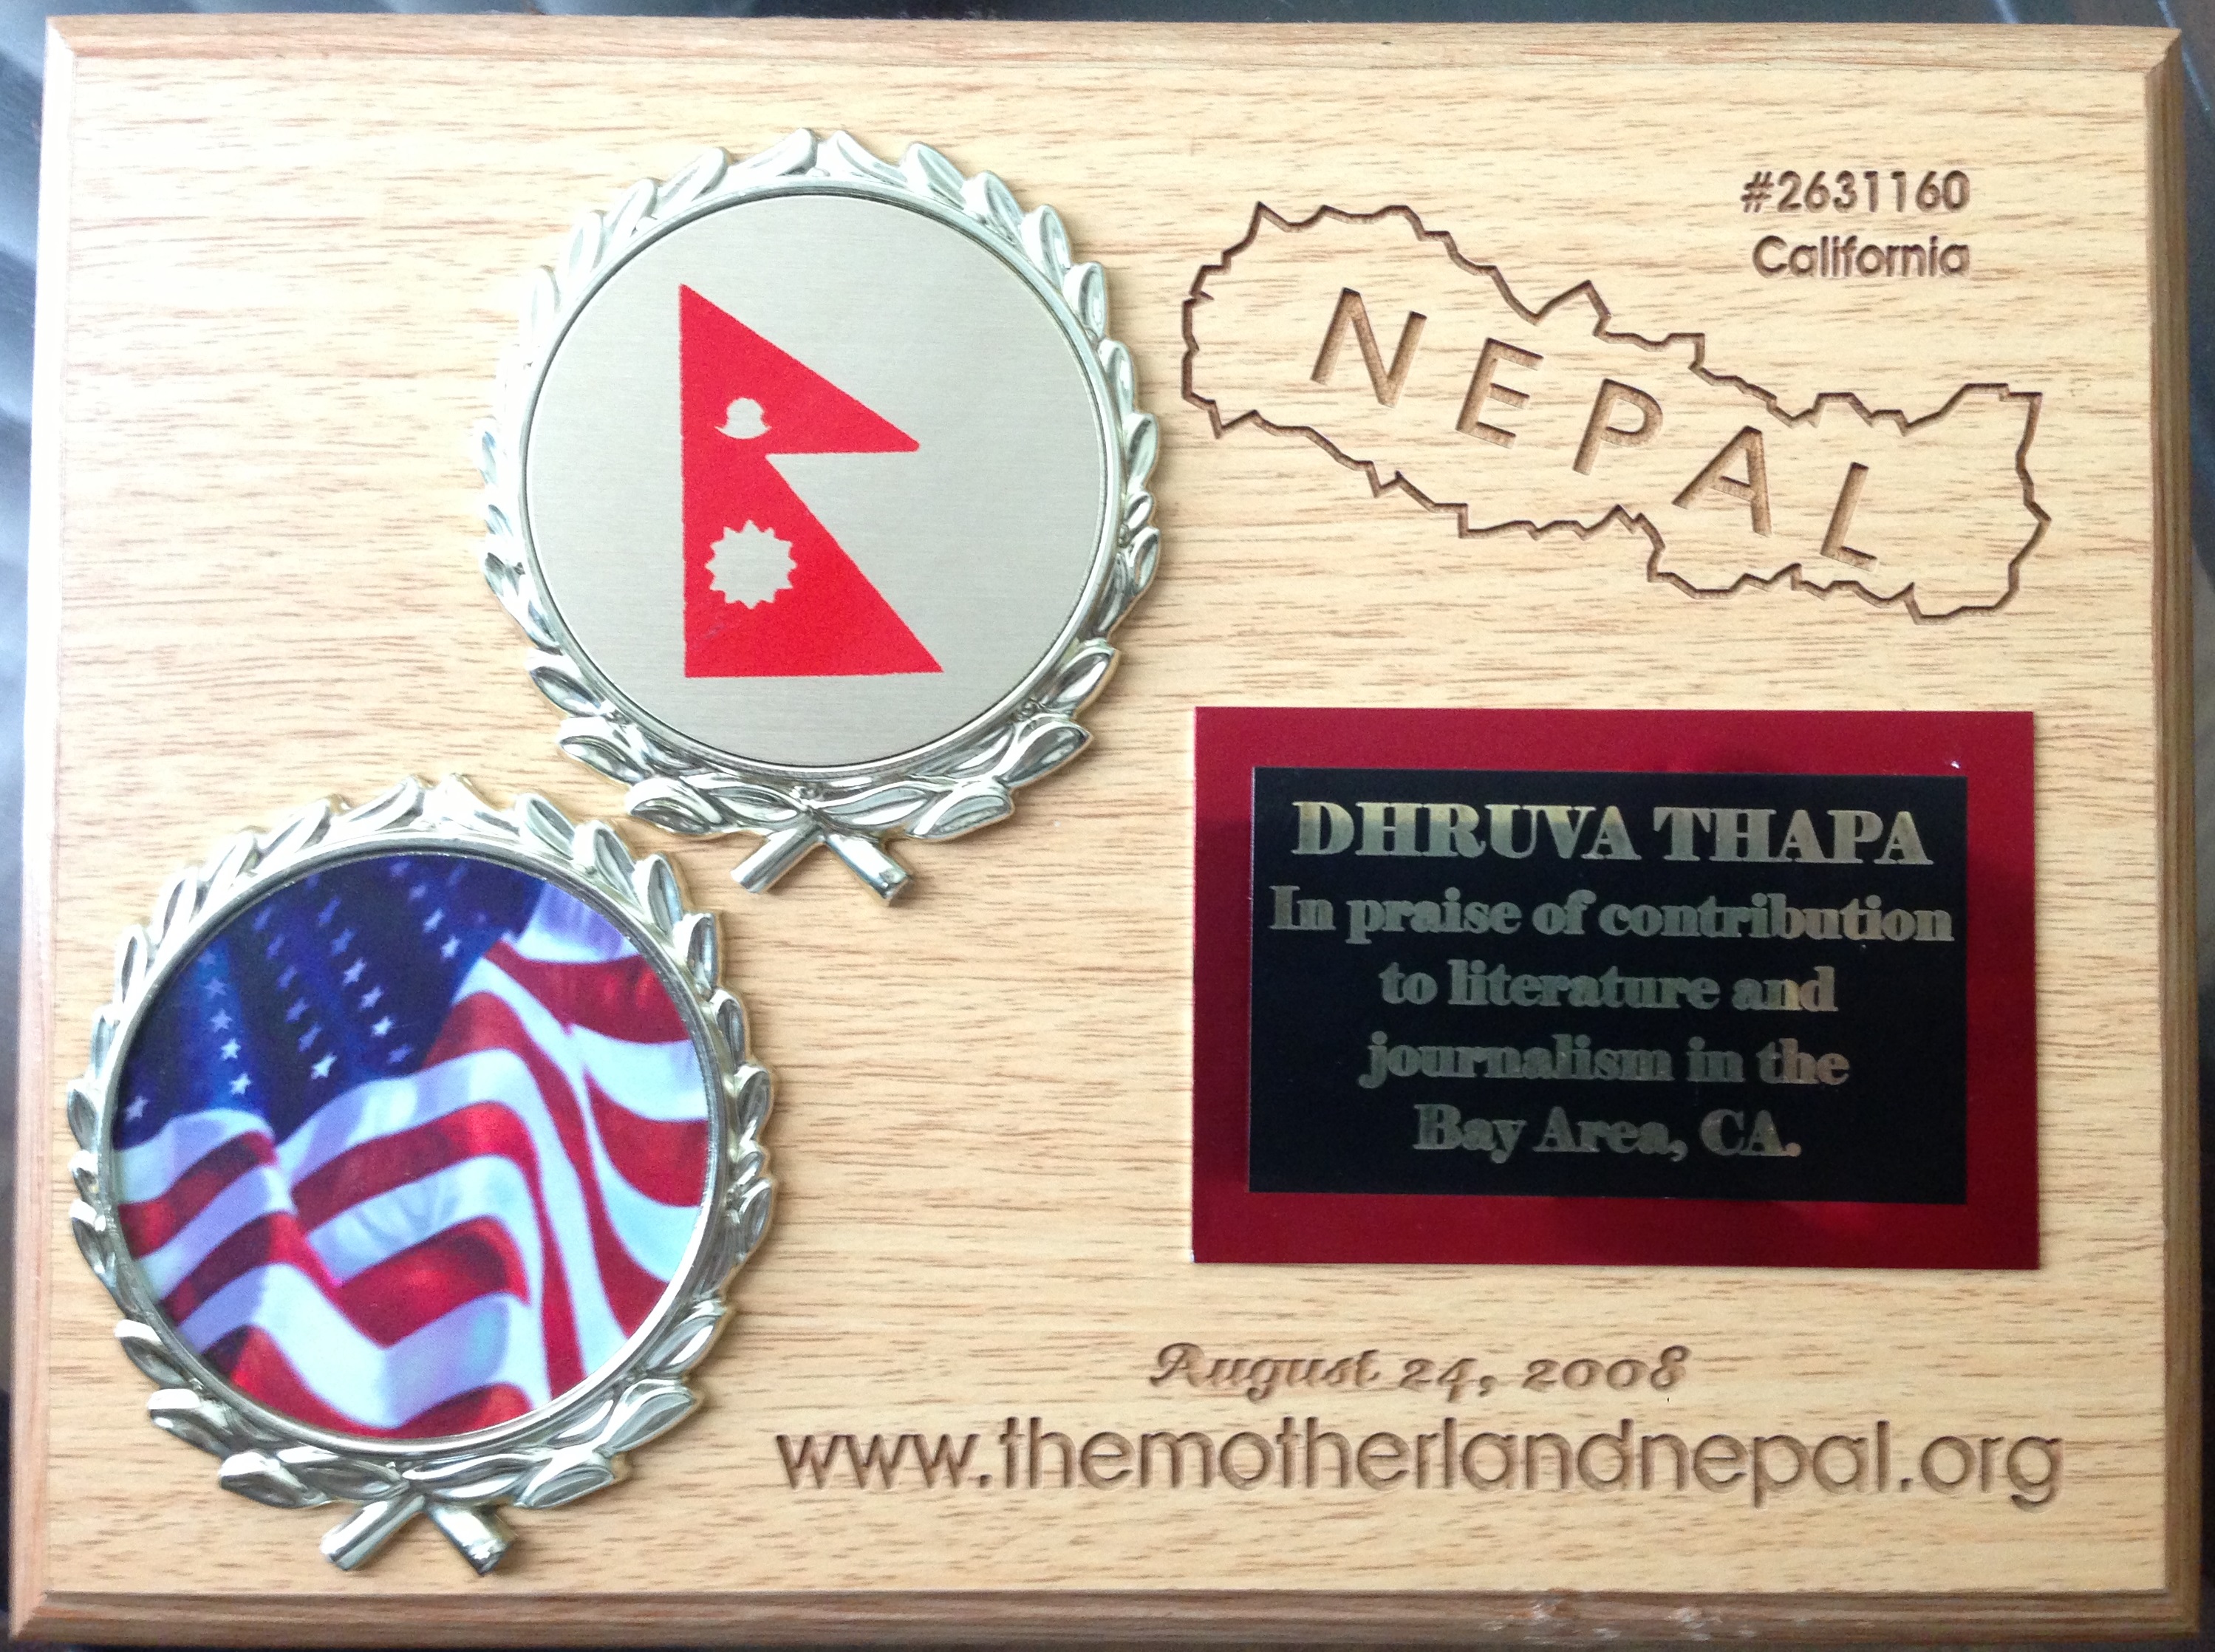 #2631160
California
NEPAL
DHRUVA THAPA
In praise of contribution
to literature and
journalism in the
Bay Area, CA.
August 24, 2008
www.themotherlandnepal.org